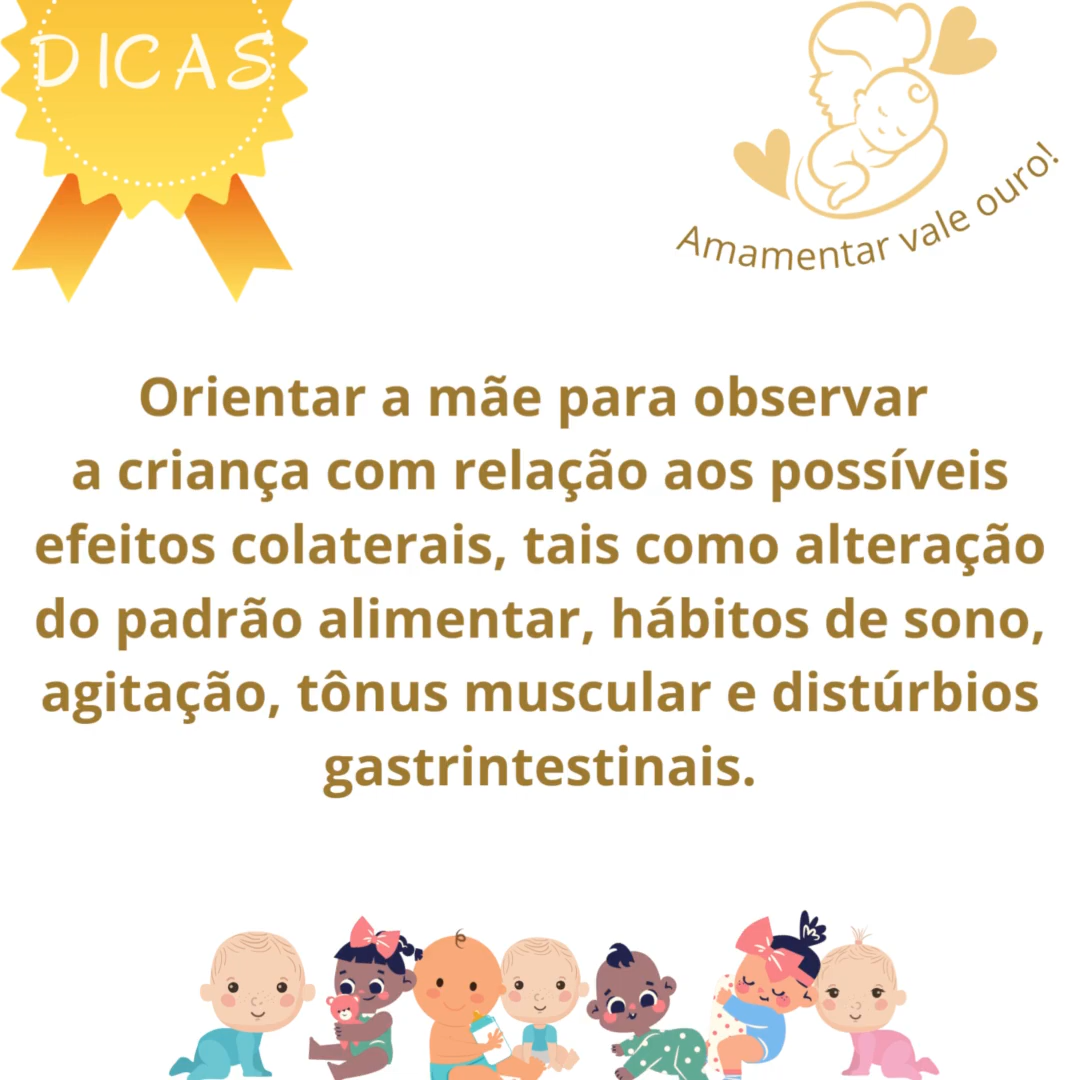 DICAS
Amamentar vale ouro!
Orientar a mãe para observar
a criança com relação aos possíveis
efeitos colaterais, tais como alteração
do padrão alimentar, hábitos de sono,
agitação, tônus muscular e distúrbios
gastrintestinais.